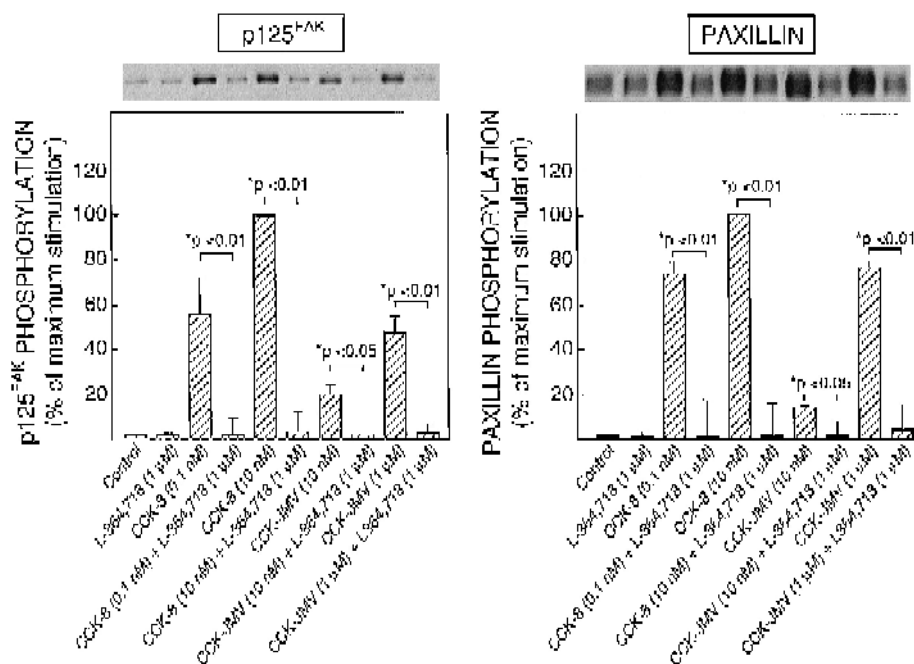 p125FAK
p125FAK PHOSPHORYLATION
(% of maximum stimulation)
120
100
80
60
40
20
*p <0.01
*p <0.01
*p <0.05
*p <0.01
Control
L-364,718 (1 µM)
CCK-8 (0.1 nM)
CCK-8 (0.1 nM) + L-364,718 (1 µM)
CCK-8 (10 nM)
CCK-8 (10 nM) + L-364,718 (1 µM)
CCK-JMV (10 nM)
CCK-JMV (10 nM) + L-364,718 (1 µM)
CCK-JMV (1 µM)
CCK-JMV (1 µM) + L364,718 (1 µM)
PAXILLIN
PAXILLIN PHOSPHORYLATION
(% of maximum stimulation)
120
100
80
60
40
20
*p <0.01
*p <0.01
*p <0.05
*p <0.01
Control
L-364,718 (1 µM)
CCK-8 (0.1 nM)
CCK-8 (0.1 nM) + L-364,718 (1 µM)
CCK-8 (10 nM)
CCK-8 (10 nM) + L-364,718 (1 µM)
CCK-JMV (10 nM)
CCK-JMV (10 nM) + L-364,718 (1 µM)
CCK-JMV (1 µM)
CCK-JMV (1 µM) + L364,718 (1 µM)